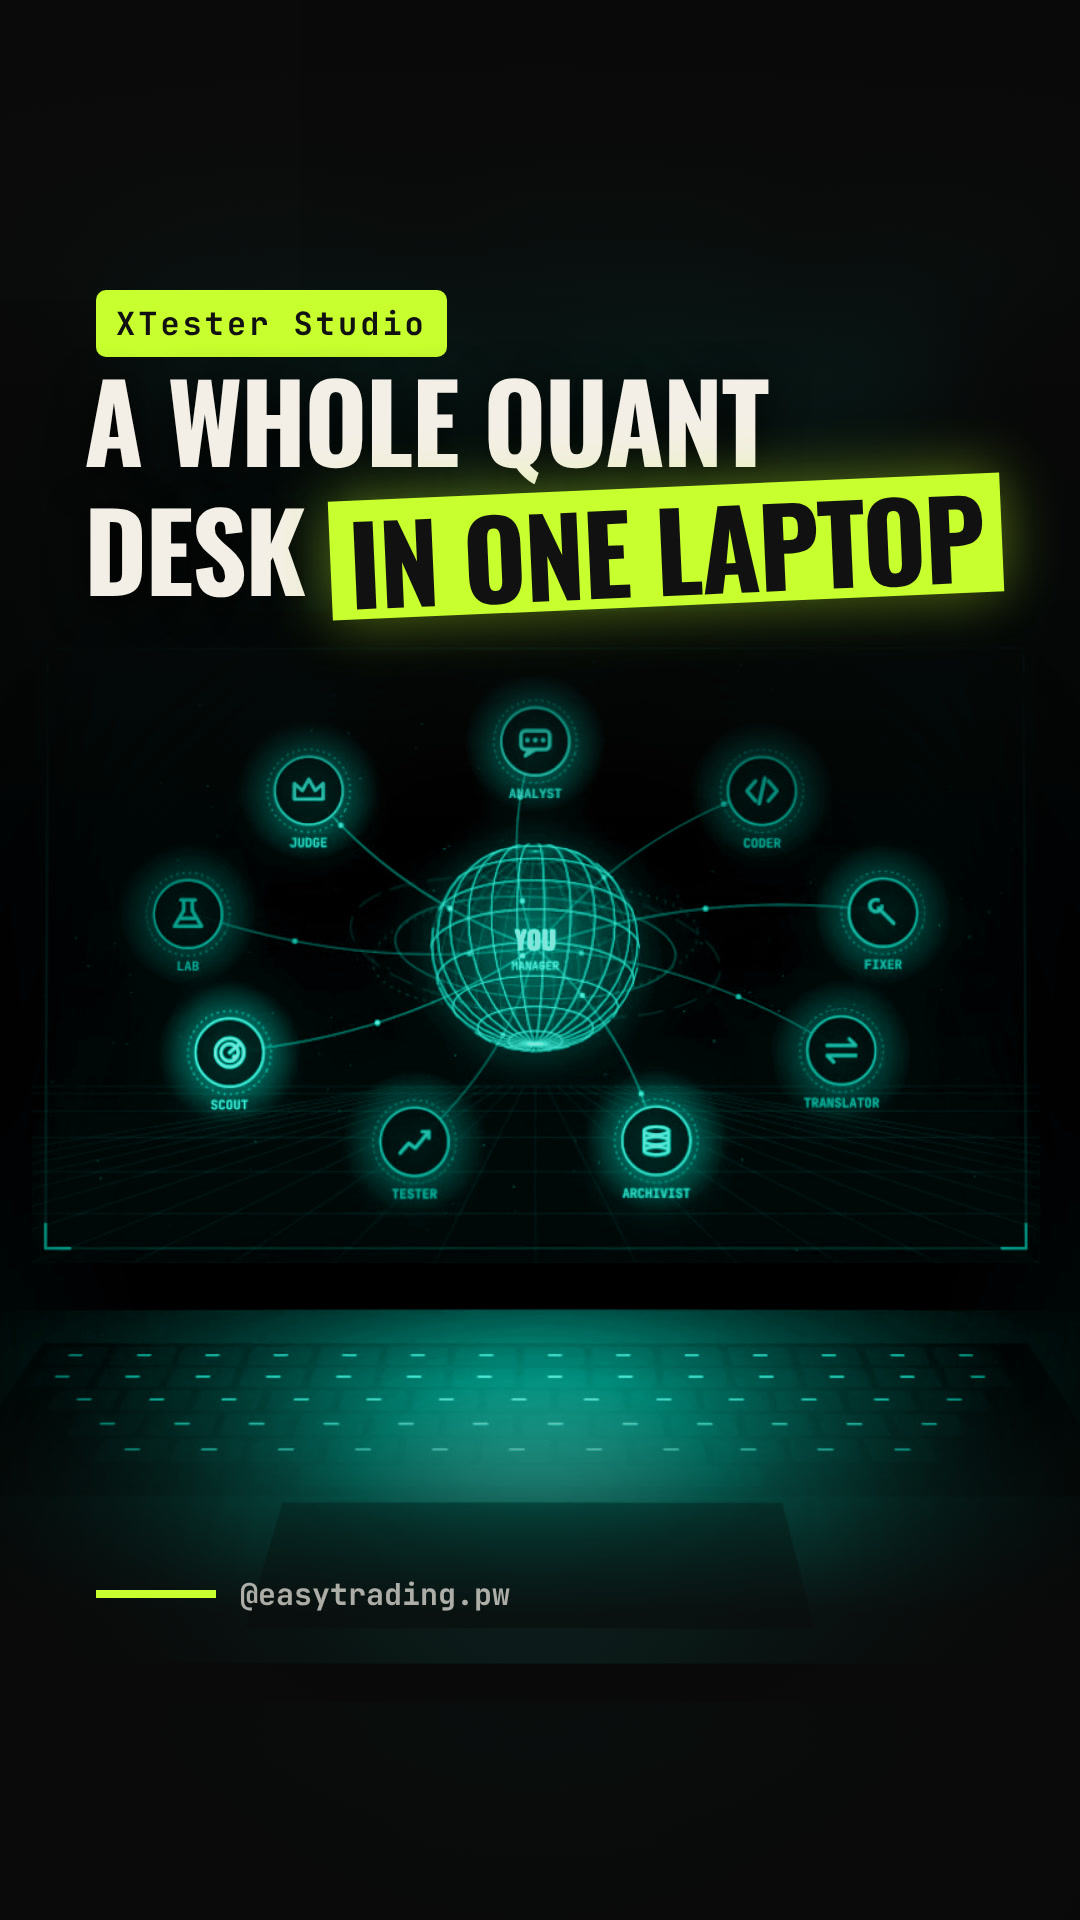 XTester Studio
A WHOLE QUANT
DESK IN ONE LAPTOP
ANALYST
JUDGE
CODER
LAB
YOU
MANAGER
FIXER
SCOUT
TRANSLATOR
TESTER
ARCHIVIST
@easytrading.pw